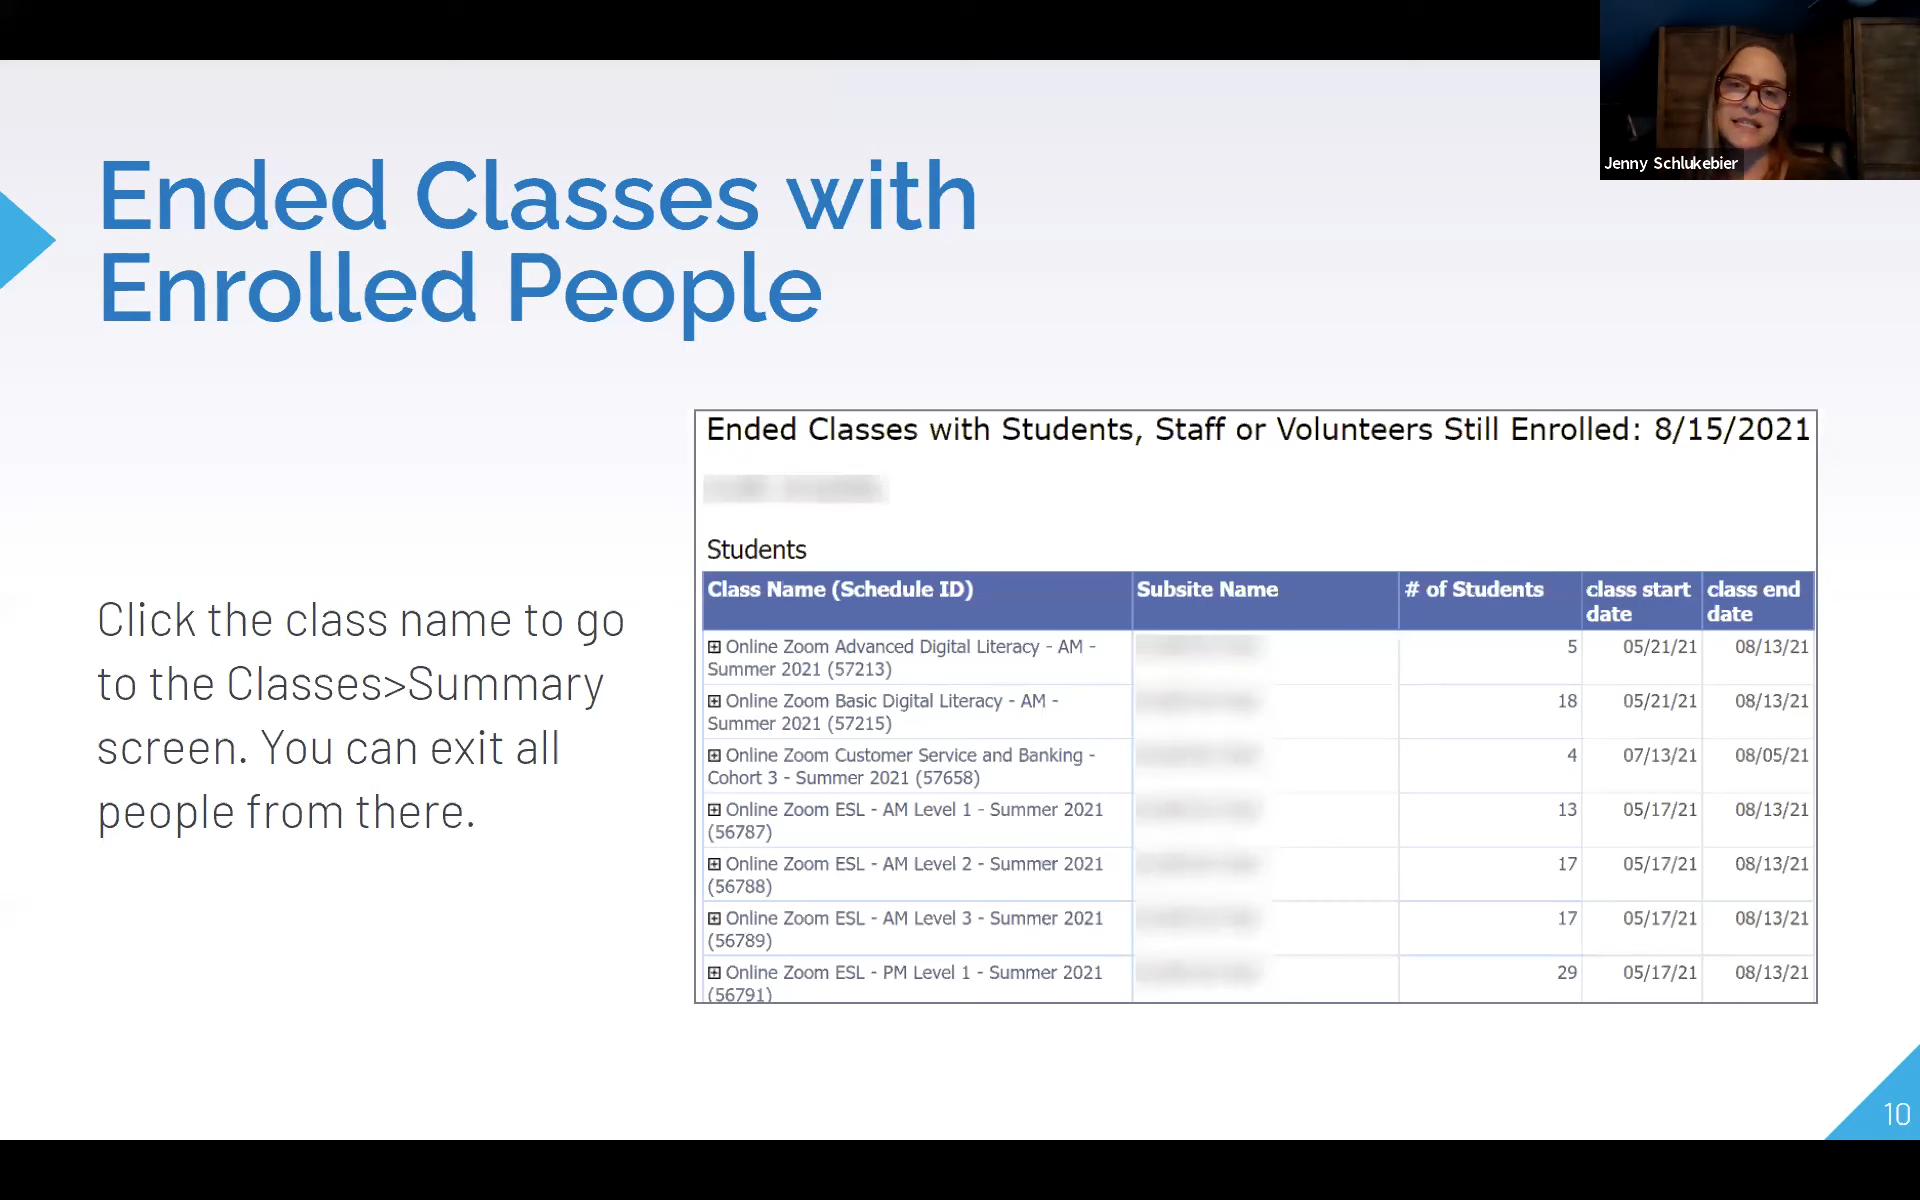 Jenny Schlukebier
Ended Classes with
Enrolled People
Click the class name to go
to the Classes>Summary
screen. You can exit all
people from there.
Ended Classes with Students, Staff or Volunteers Still Enrolled: 8/15/2021
Students
Class Name (Schedule ID) Subsite Name # of Students class start date class end date
Online Zoom Advanced Digital Literacy - AM - 5 05/21/21 08/13/21
Summer 2021 (57213)
Online Zoom Basic Digital Literacy - AM - 18 05/21/21 08/13/21
Summer 2021 (57215)
Online Zoom Customer Service and Banking - 4 07/13/21 08/05/21
Cohort 3 - Summer 2021 (57658)
Online Zoom ESL - AM Level 1 - Summer 2021 13 05/17/21 08/13/21
(56787)
Online Zoom ESL - AM Level 2 - Summer 2021 17 05/17/21 08/13/21
(56788)
Online Zoom ESL - AM Level 3 - Summer 2021 17 05/17/21 08/13/21
(56789)
Online Zoom ESL - PM Level 1 - Summer 2021 29 05/17/21 08/13/21
(56791)
10